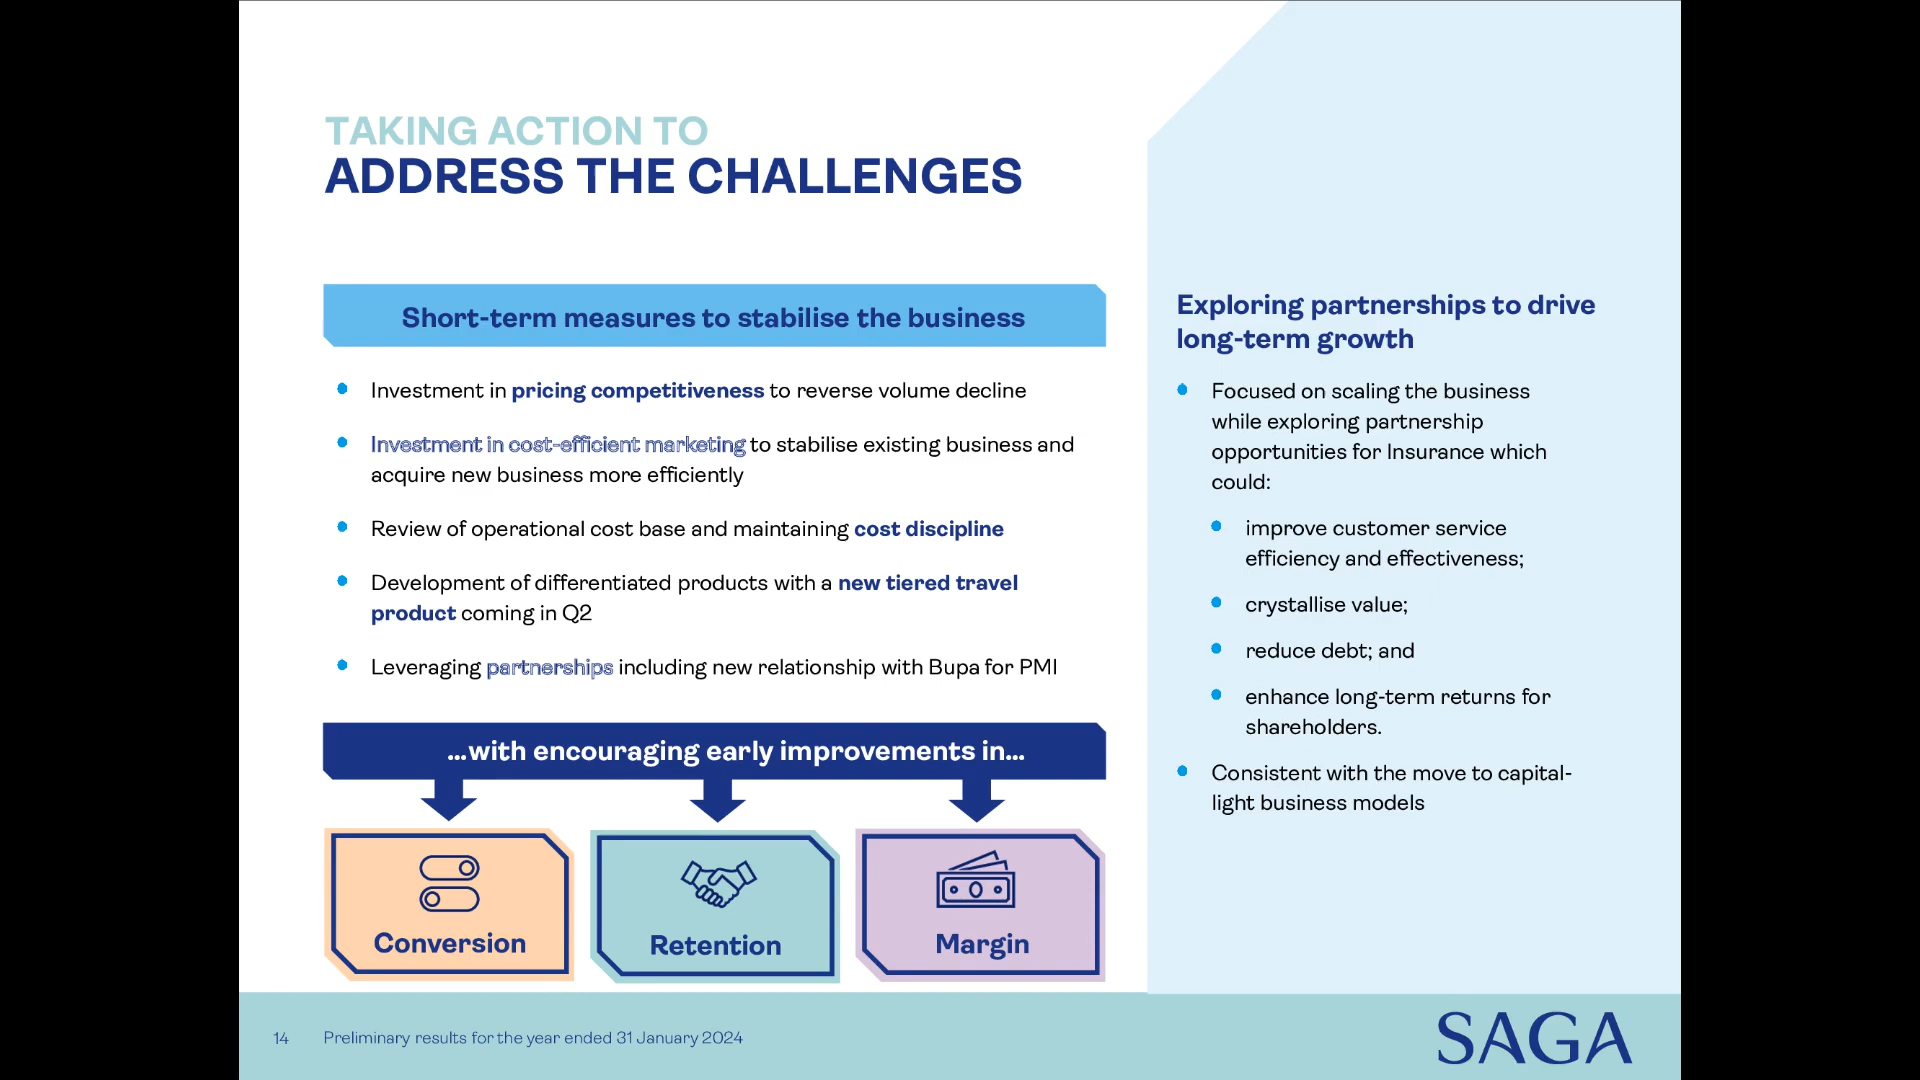 TAKING ACTION TO
ADDRESS THE CHALLENGES
Short-term measures to stabilise the business
Investment in pricing competitiveness to reverse volume decline
Investment in cost-efficient marketing to stabilise existing business and
acquire new business more efficiently
Review of operational cost base and maintaining cost discipline
Development of differentiated products with a new tiered travel
product coming in Q2
Leveraging partnerships including new relationship with Bupa for PMI
...with encouraging early improvements in...
Conversion
Retention
Margin
Exploring partnerships to drive
long-term growth
Focused on scaling the business
while exploring partnership
opportunities for Insurance which
could:
improve customer service
efficiency and effectiveness;
crystallise value;
reduce debt; and
enhance long-term returns for
shareholders.
Consistent with the move to capital-
light business models
14 Preliminary results for the year ended 31 January 2024
SAGA